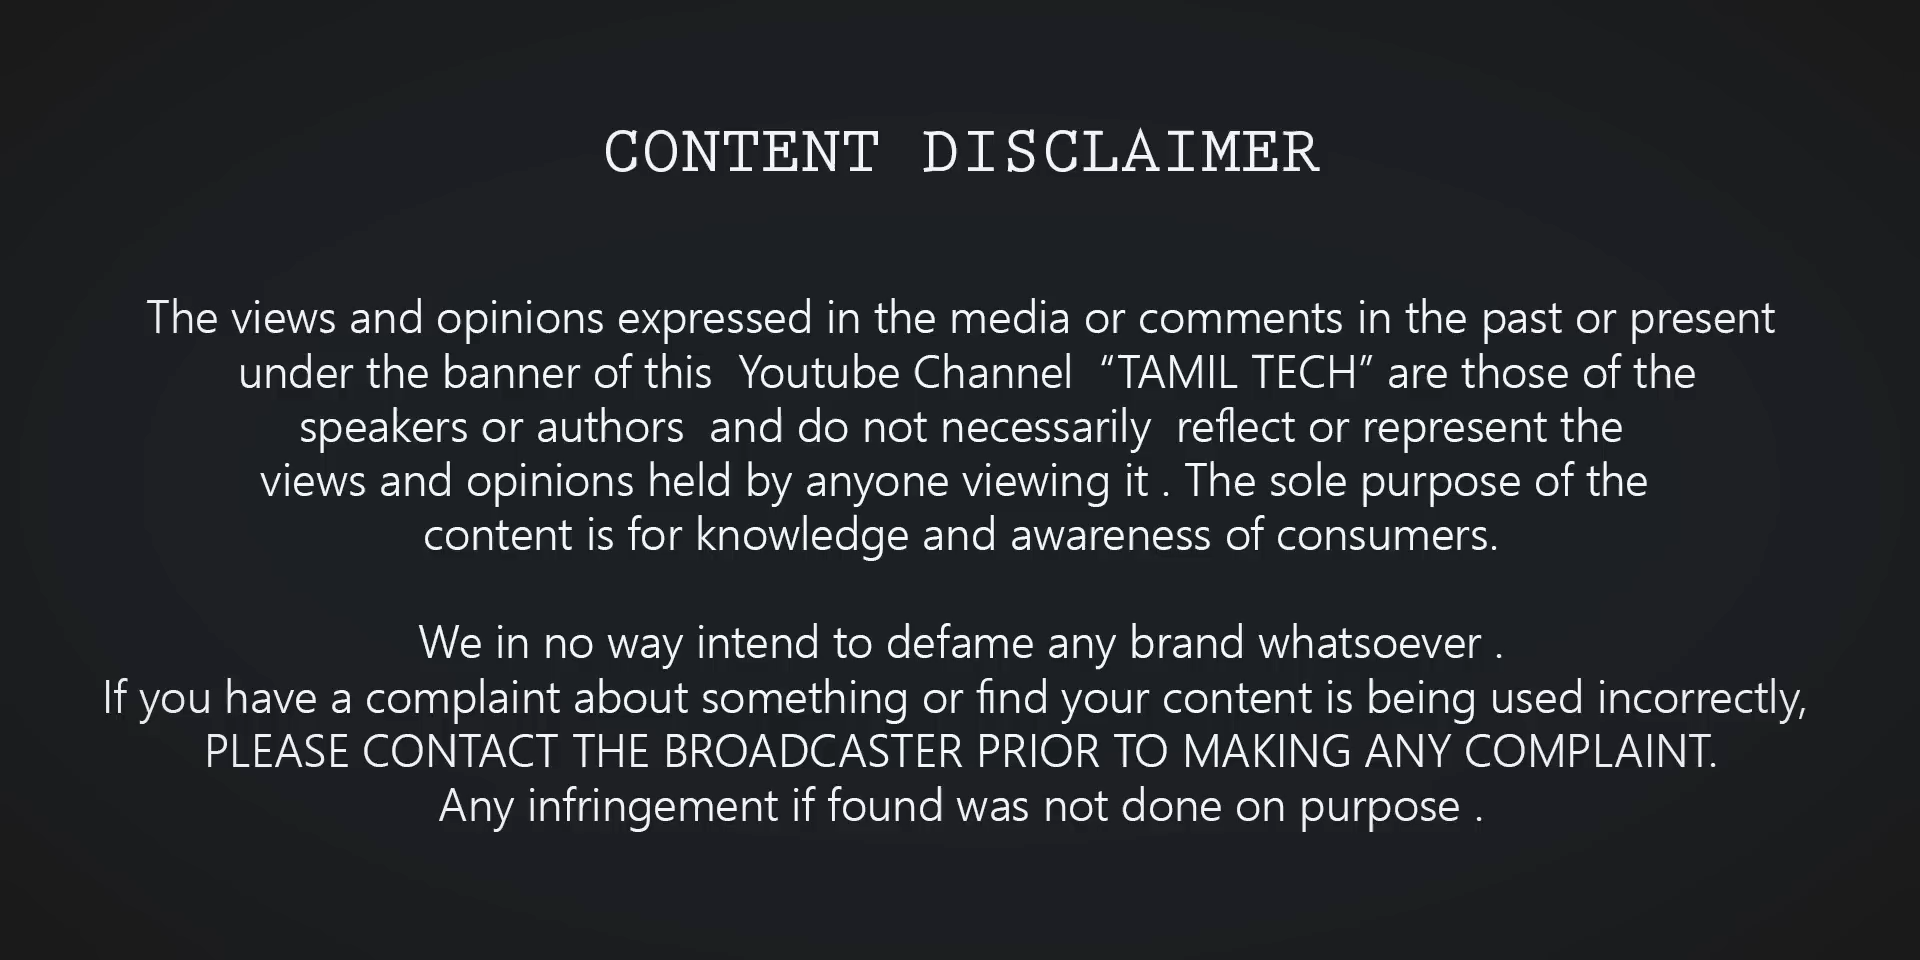 CONTENT DISCLAIMER
The views and opinions expressed in the media or comments in the past or present
under the banner of this  Youtube Channel  “TAMIL TECH” are those of the
speakers or authors  and do not necessarily  reflect or represent the
views and opinions held by anyone viewing it . The sole purpose of the
content is for knowledge and awareness of consumers.
We in no way intend to defame any brand whatsoever .
If you have a complaint about something or find your content is being used incorrectly,
PLEASE CONTACT THE BROADCASTER PRIOR TO MAKING ANY COMPLAINT.
Any infringement if found was not done on purpose .